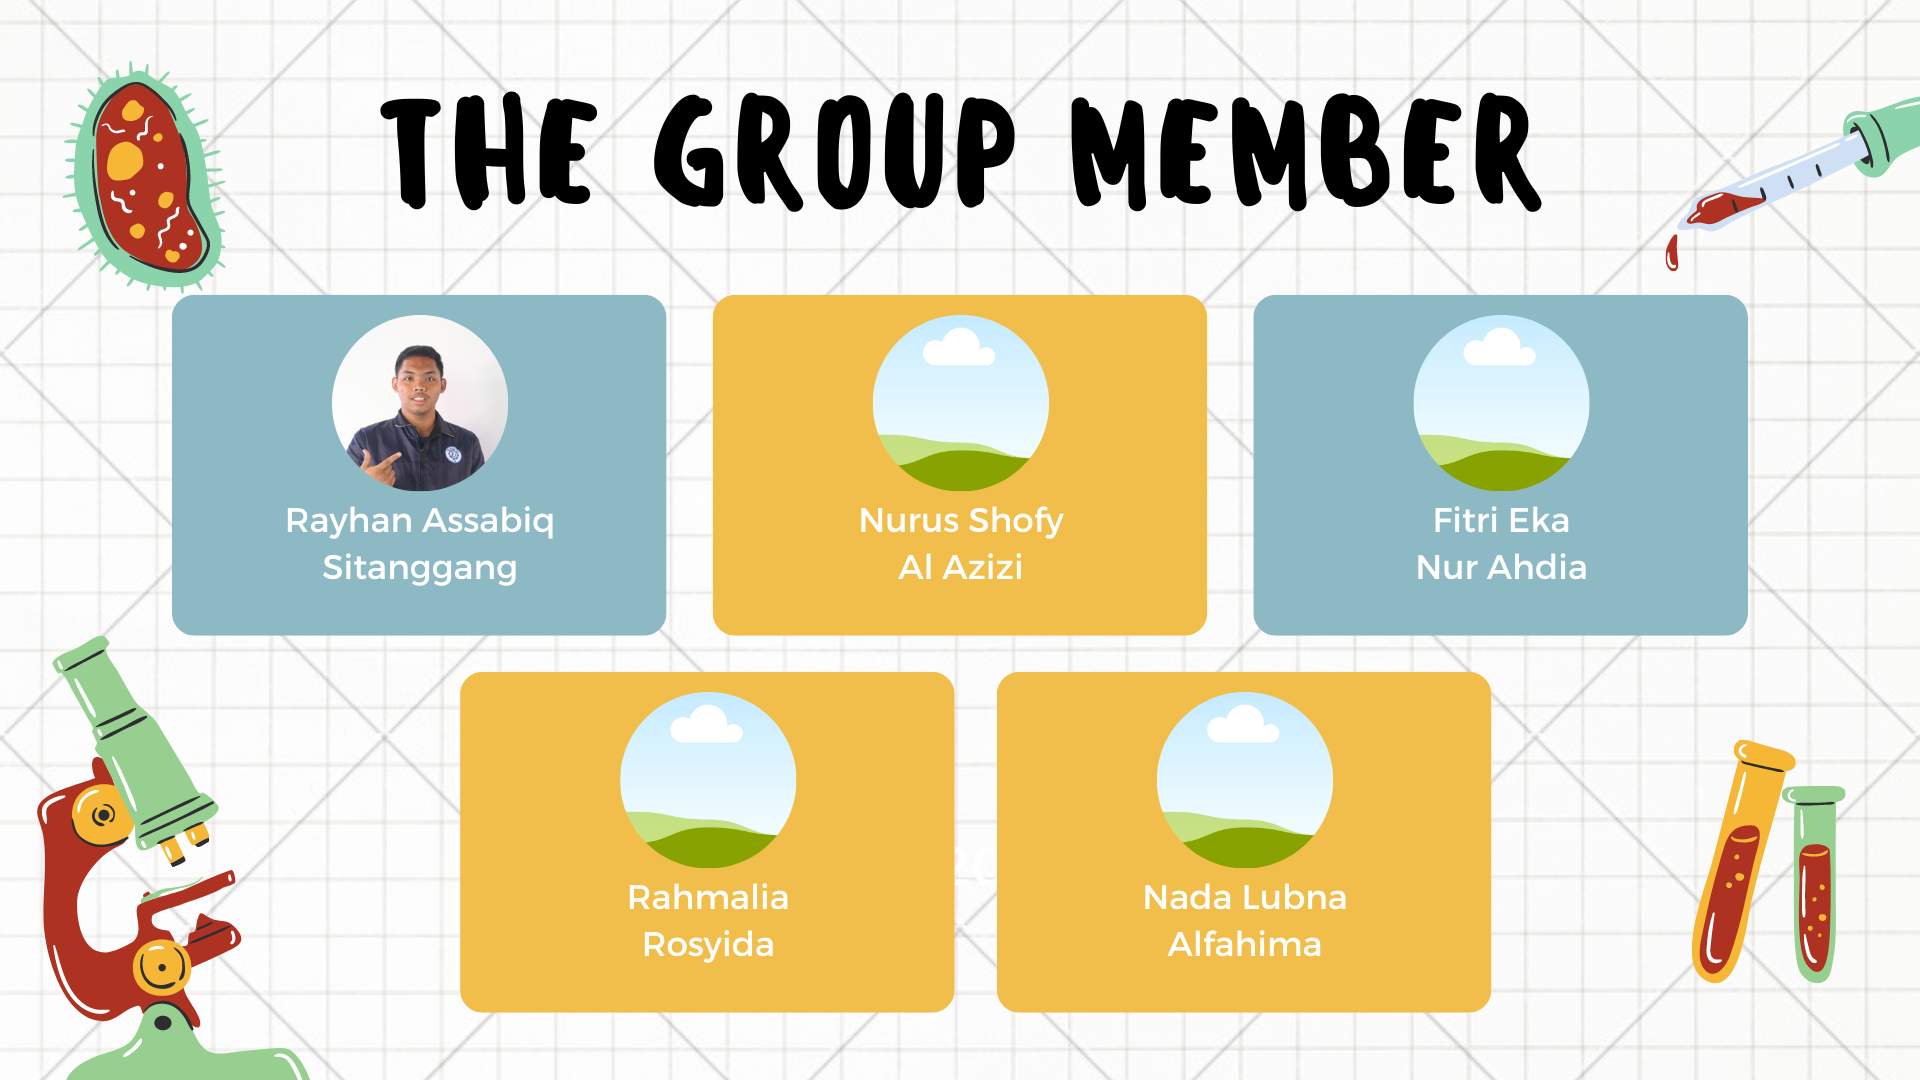 THE GROUP MEMBER
Rayhan Assabiq
Sitanggang
Nurus Shofy
Al Azizi
Fitri Eka
Nur Ahdia
Rahmalia
Rosyida
Nada Lubna
Alfahima